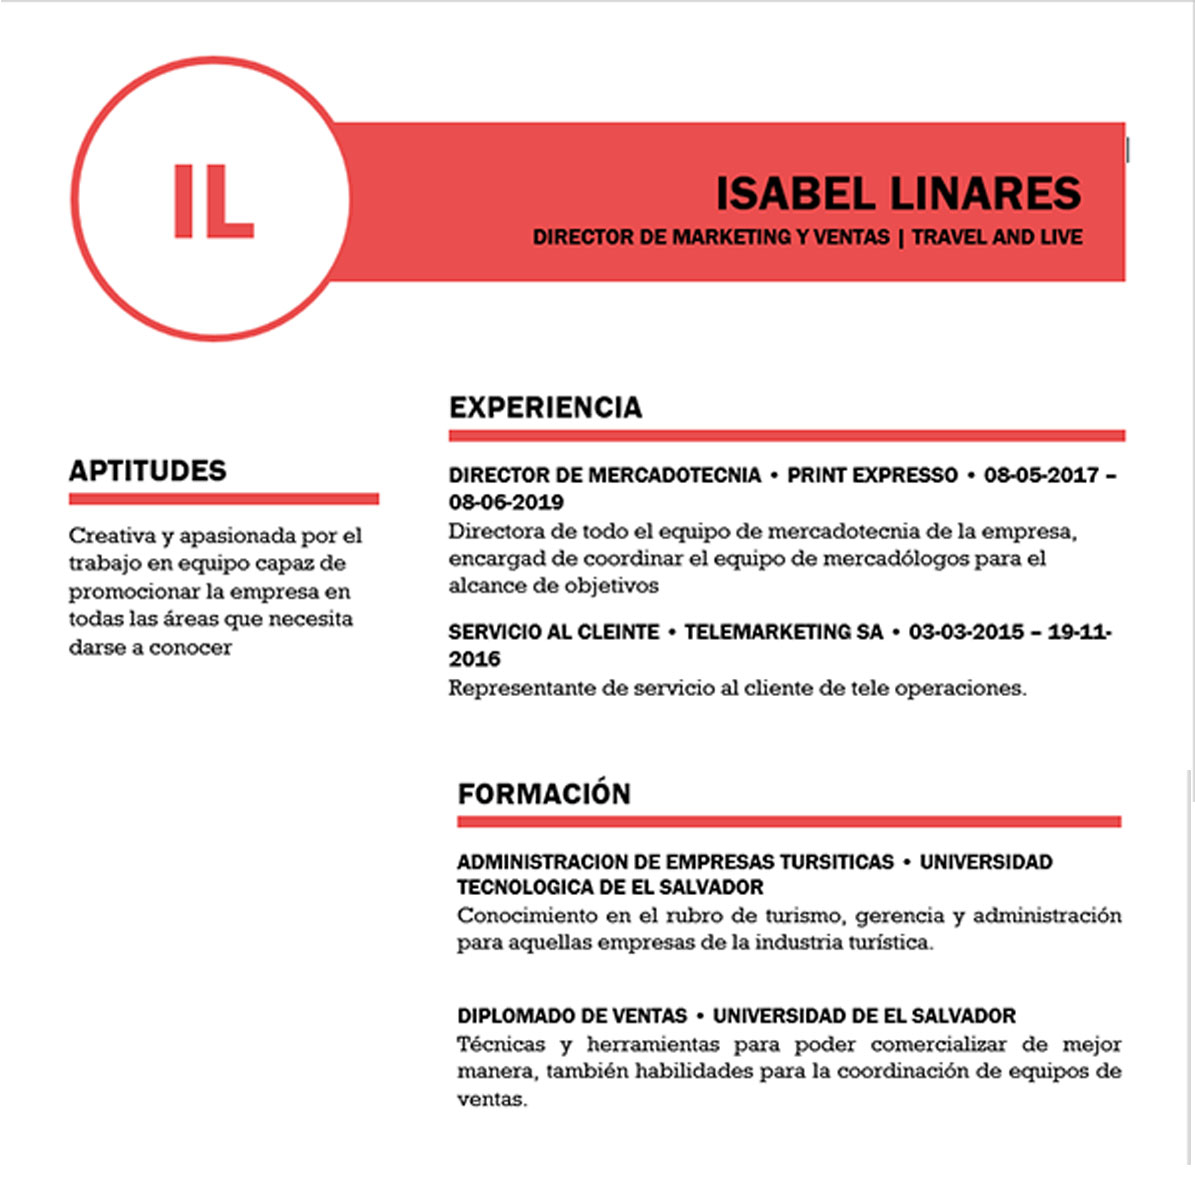 IL
ISABEL LINARES
DIRECTOR DE MARKETING Y VENTAS | TRAVEL AND LIVE
APTITUDES
Creativa y apasionada por el
trabajo en equipo capaz de
promocionar la empresa en
todas las áreas que necesita
darse a conocer
EXPERIENCIA
DIRECTOR DE MERCADOTECNIA • PRINT EXPRESSO • 08-05-2017 –
08-06-2019
Directora de todo el equipo de mercadotecnia de la empresa,
encargad de coordinar el equipo de mercadólogos para el
alcance de objetivos
SERVICIO AL CLEINTE • TELEMARKETING SA • 03-03-2015 – 19-11-
2016
Representante de servicio al cliente de tele operaciones.
FORMACIÓN
ADMINISTRACION DE EMPRESAS TURSITICAS • UNIVERSIDAD
TECNOLOGICA DE EL SALVADOR
Conocimiento en el rubro de turismo, gerencia y administración
para aquellas empresas de la industria turística.
DIPLOMADO DE VENTAS • UNIVERSIDAD DE EL SALVADOR
Técnicas y herramientas para poder comercializar de mejor
manera, también habilidades para la coordinación de equipos de
ventas.